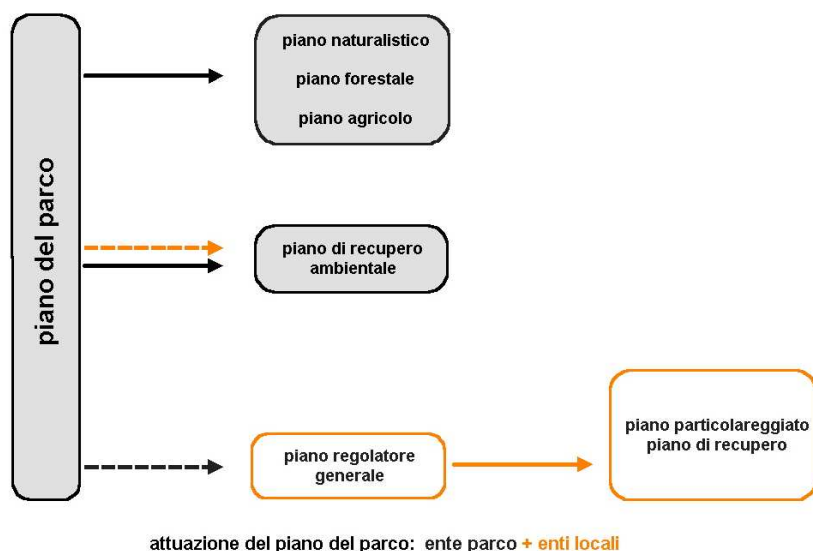 piano del parco
piano naturalistico
piano forestale
piano agricolo
piano di recupero
ambientale
piano regolatore
generale
piano particolareggiato
piano di recupero
attuazione del piano del parco: ente parco + enti locali